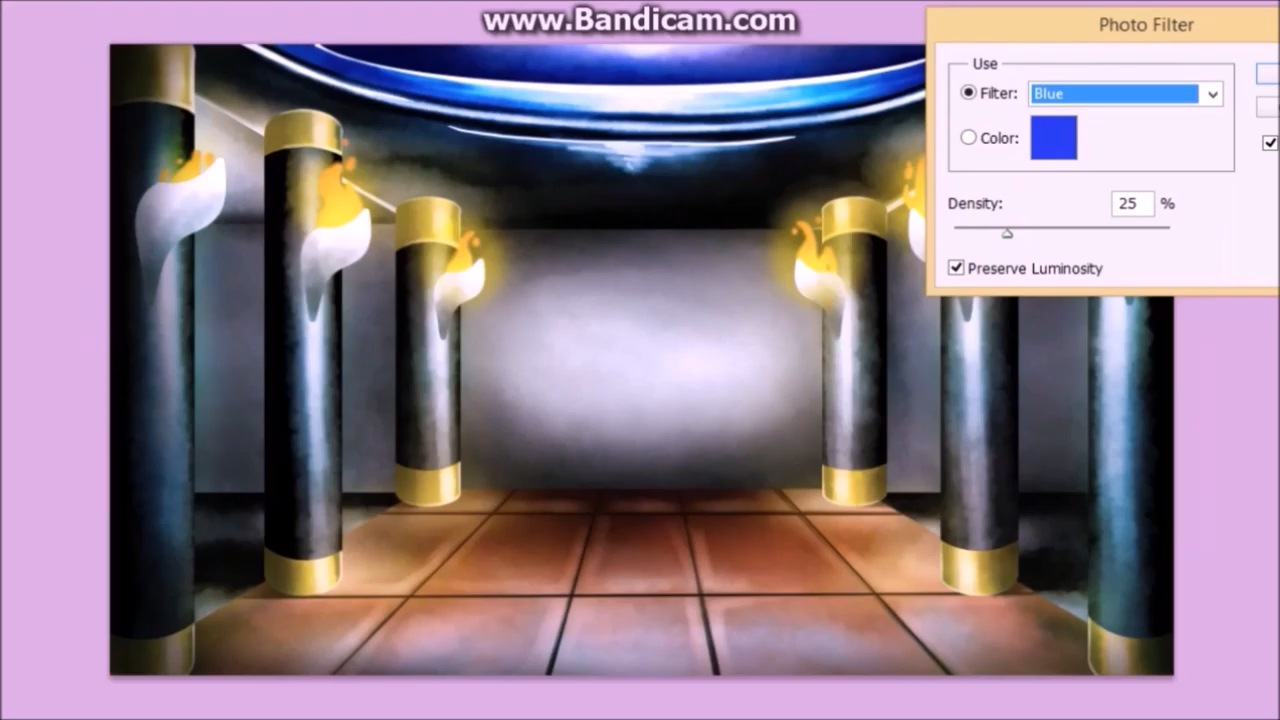 www.Bandicam.com
Photo Filter
Use
Filter: Blue
Color:
Density: 25 %
Preserve Luminosity